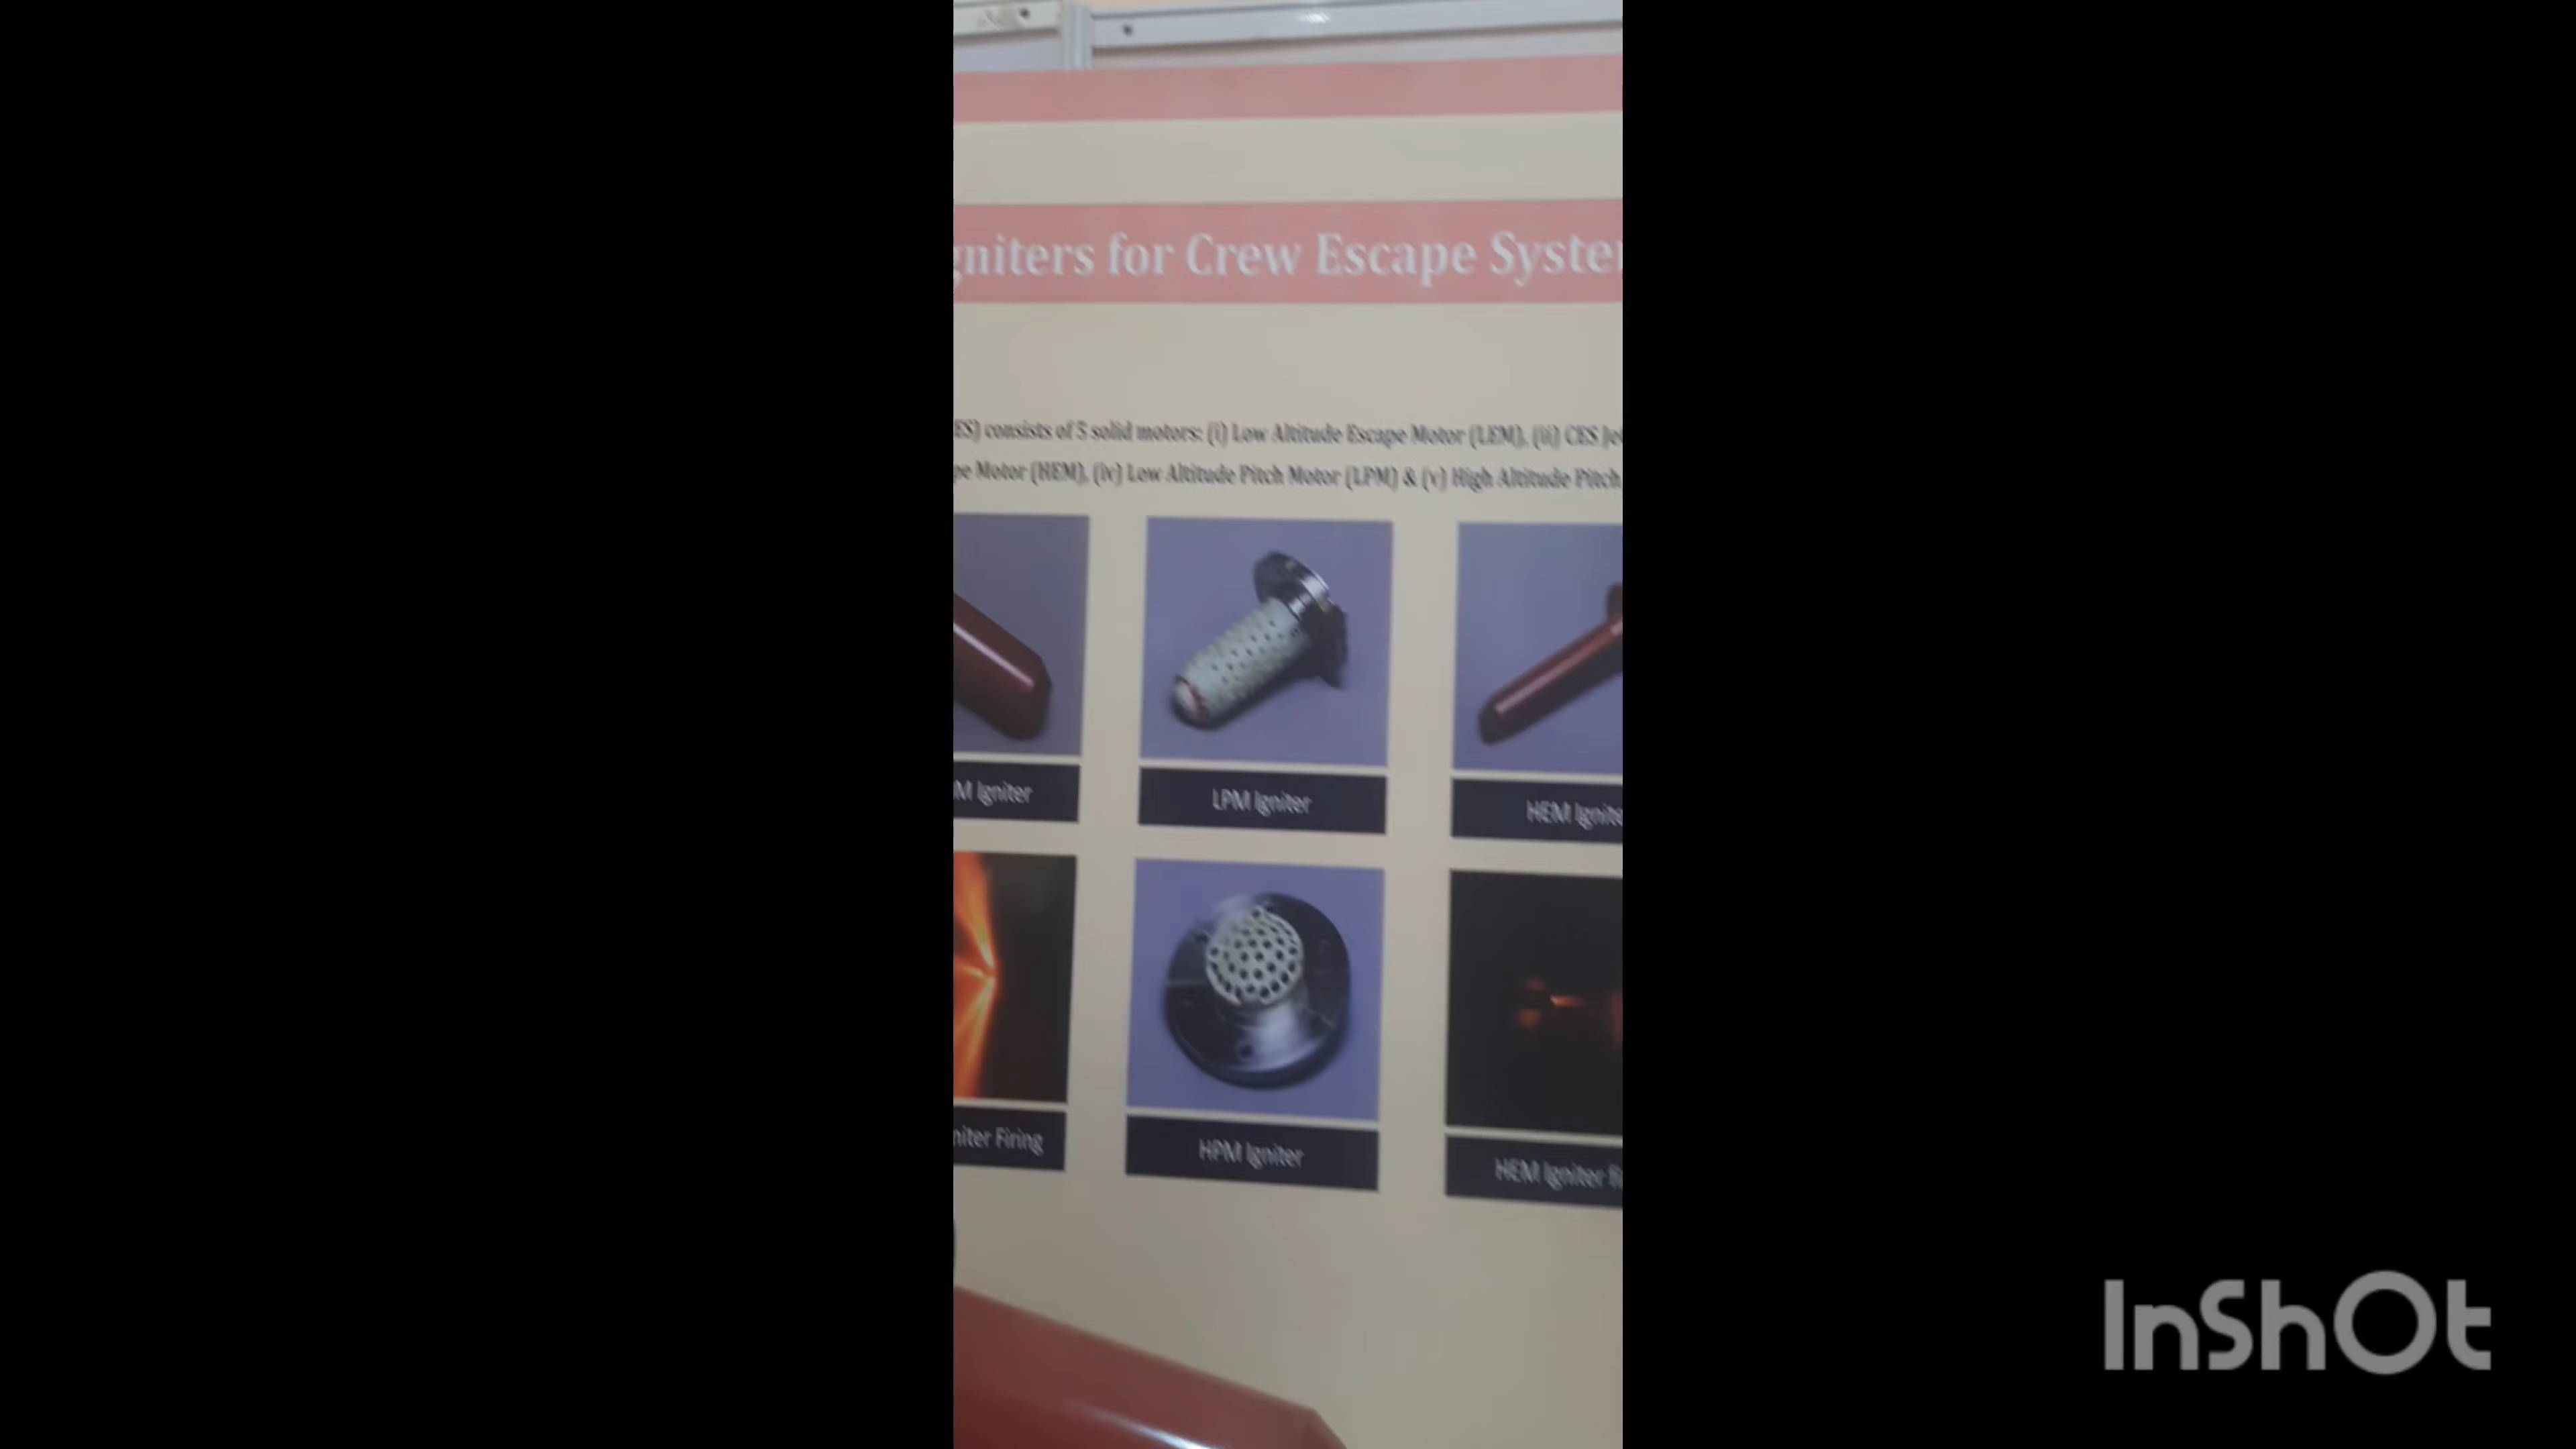 gniters for Crew Escape System
ES) consists of 5 solid motors: (i) Low Altitude Escape Motor (LEM), (ii) CES Je
pe Motor (HEM), (iv) Low Altitude Pitch Motor (LPM) & (v) High Altitude Pitch
M Igniter
LPM Igniter
HEM Ignite
niter Firing
HPM Igniter
HEM Igniter fi
InShOt